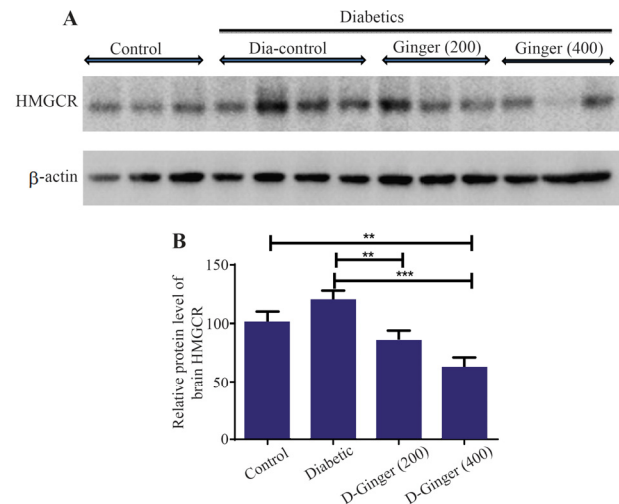 Diabetics
A
Control Dia-control Ginger (200) Ginger (400)
HMGCR
β-actin
B
**
**
***
Relative protein level of
brain HMGCR
150
100
50
0
Control Diabetic D-Ginger (200) D-Ginger (400)